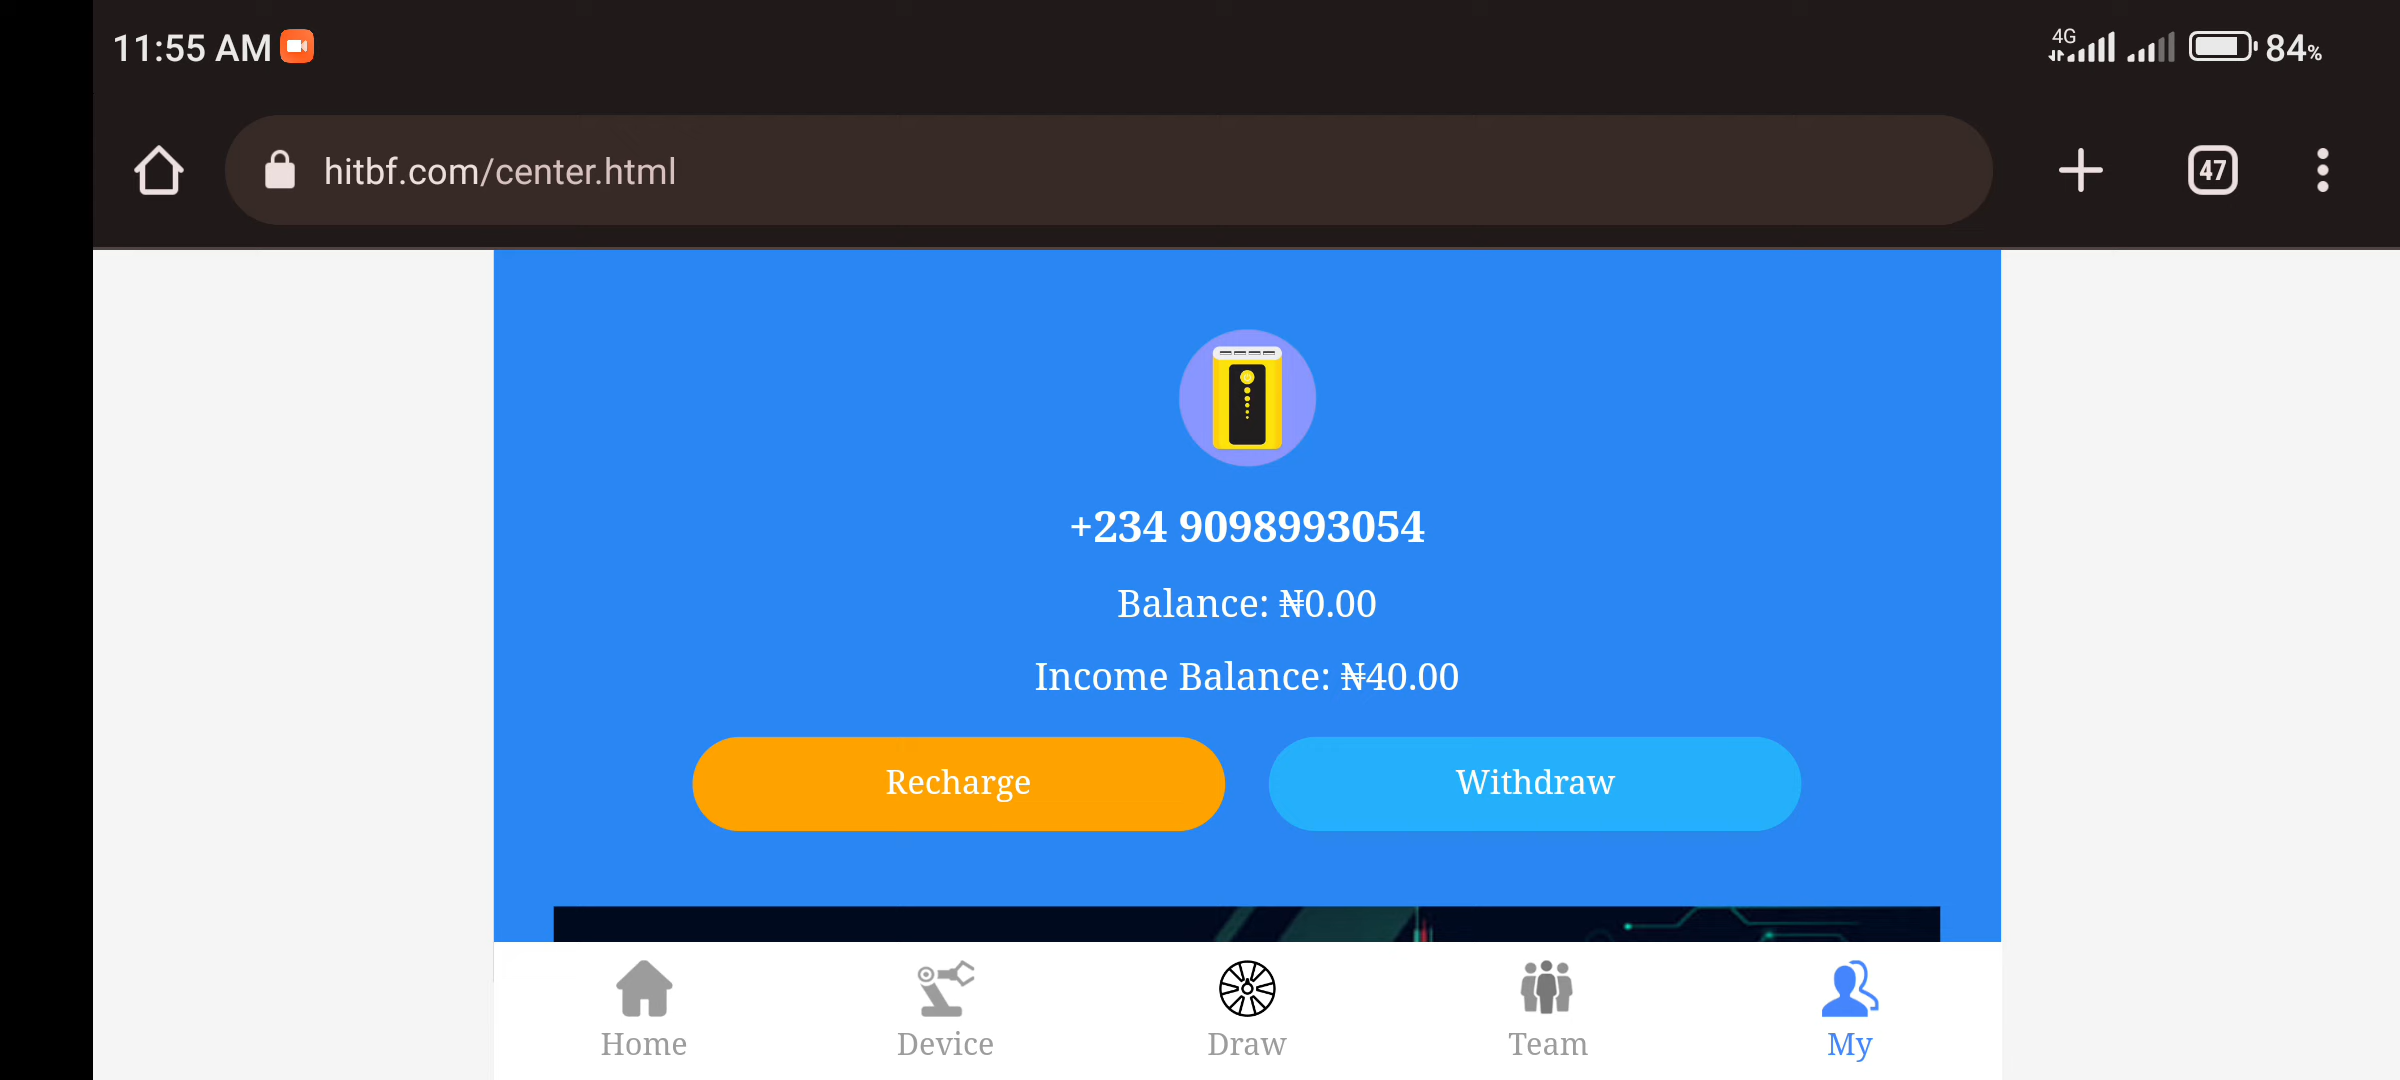 11:55 AM
4G
84%
hitbf.com/center.html
47
+234 9098993054
Balance: ₦0.00
Income Balance: ₦40.00
Recharge Withdraw
Home Device Draw Team My